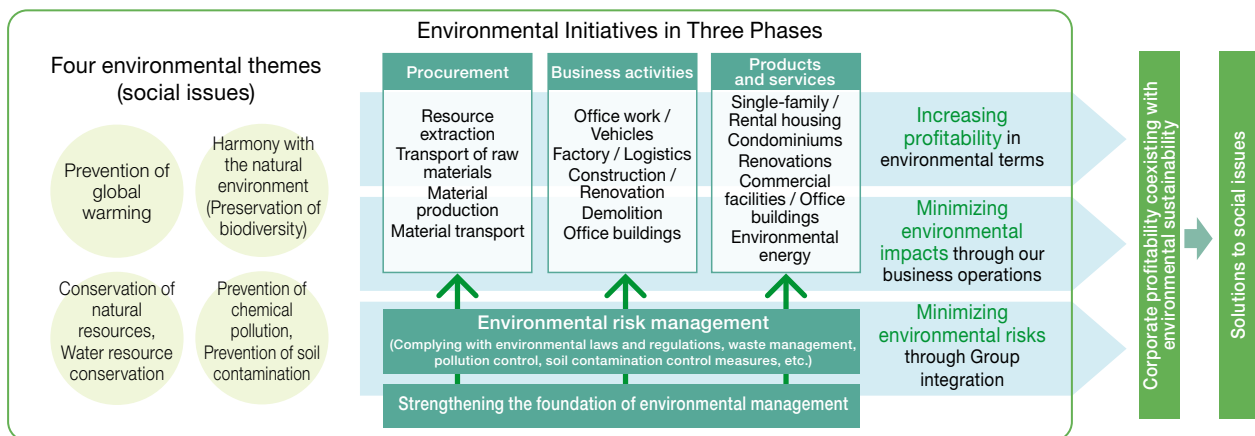 Environmental Initiatives in Three Phases
Four environmental themes
(social issues)
Prevention of
global
warming
Harmony with
the natural
environment
(Preservation of
biodiversity)
Conservation of
natural
resources,
Water resource
conservation
Prevention of
chemical
pollution,
Prevention of soil
contamination
Procurement
Resource
extraction
Transport of raw
materials
Material
production
Material transport
Business activities
Office work /
Vehicles
Factory / Logistics
Construction /
Renovation
Demolition
Office buildings
Products
and services
Single-family /
Rental housing
Condominiums
Renovations
Commercial
facilities / Office
buildings
Environmental
energy
Environmental risk management
(Complying with environmental laws and regulations, waste management,
pollution control, soil contamination control measures, etc.)
Strengthening the foundation of environmental management
Increasing
profitability in
environmental terms
Minimizing
environmental
impacts through our
business operations
Minimizing
environmental risks
through Group
integration
Corporate profitability coexisting with
environmental sustainability
Solutions to social issues